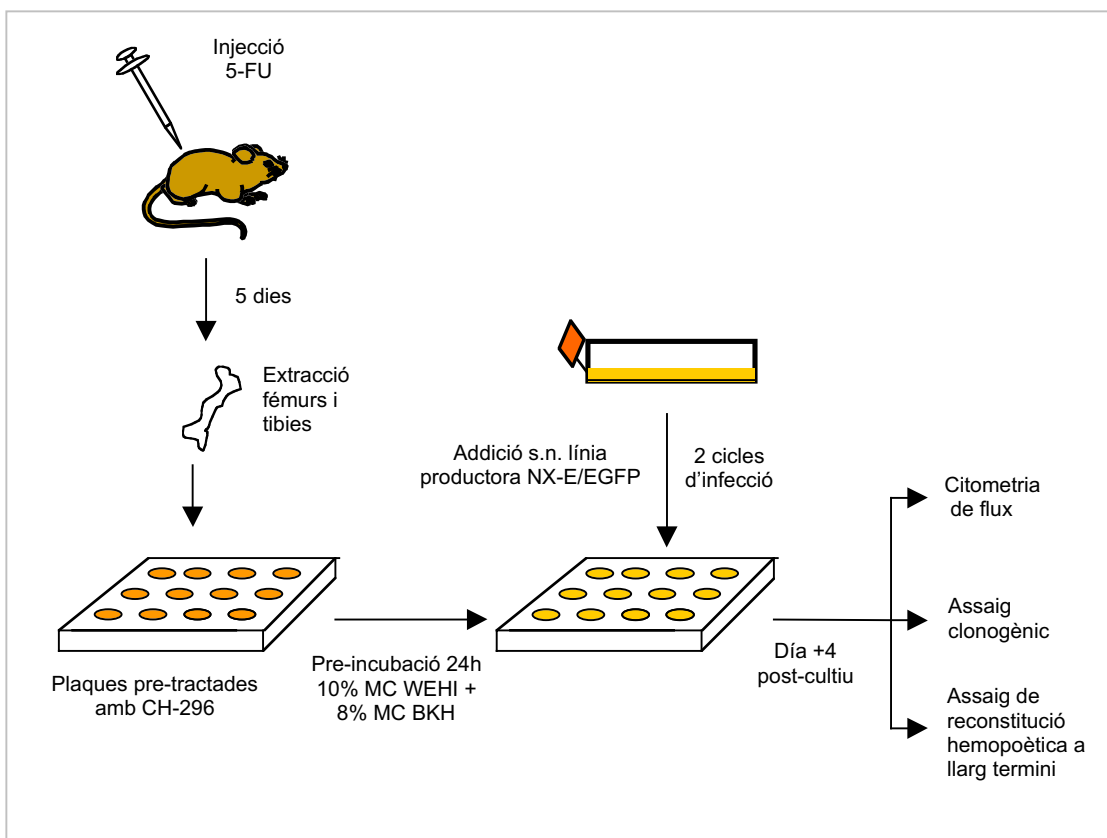 Injecció
5-FU
5 dies
Extracció
fémurs i
tibies
Plaques pre-tractades
amb CH-296
Pre-incubació 24h
10% MC WEHI +
8% MC BKH
Addició s.n. línia
productora NX-E/EGFP
2 cicles
d’infecció
Día +4
post-cultiu
Citometria
de flux
Assaig
clonogènic
Assaig de
reconstitució
hemopoètica a
llarg termini